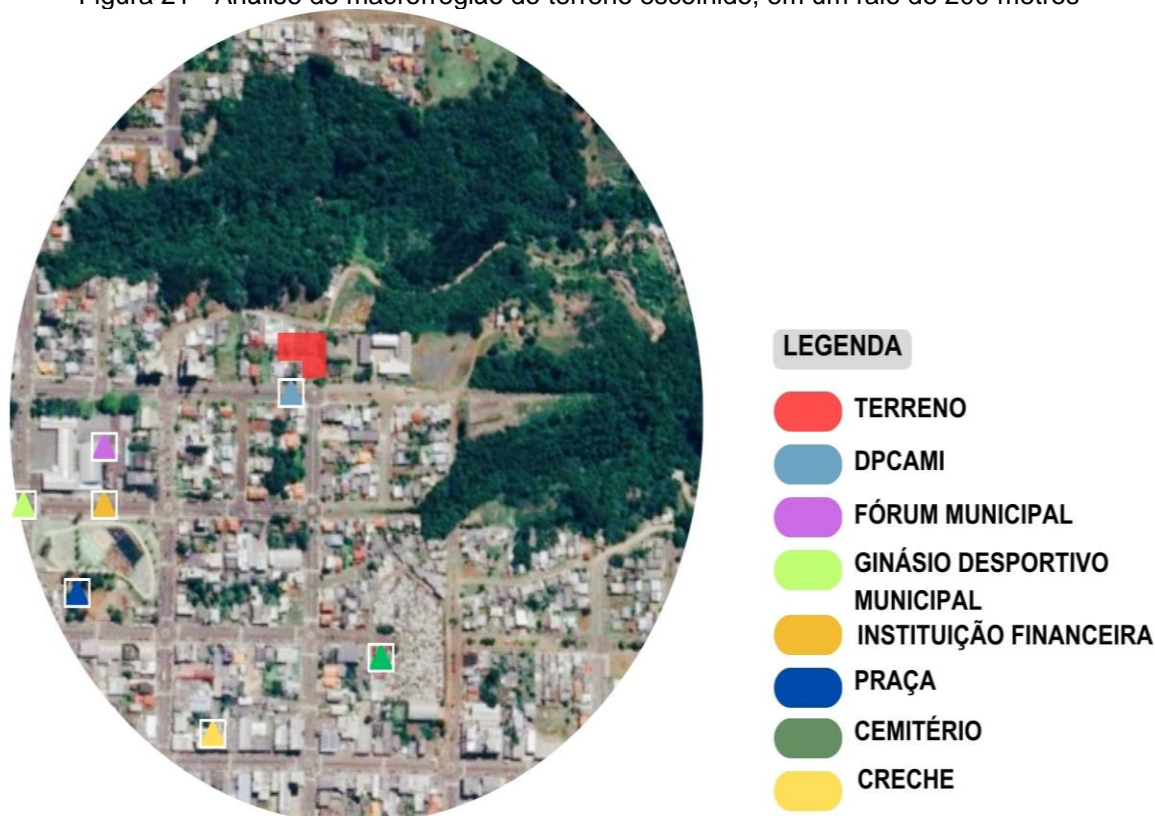 Figura 21 - Análise de macrorregião do terreno escolhido, em um raio de 200 metros
LEGENDA
TERRENO
DPCAMI
FÓRUM MUNICIPAL
GINÁSIO DESPORTIVO
MUNICIPAL
INSTITUIÇÃO FINANCEIRA
PRAÇA
CEMITÉRIO
CRECHE